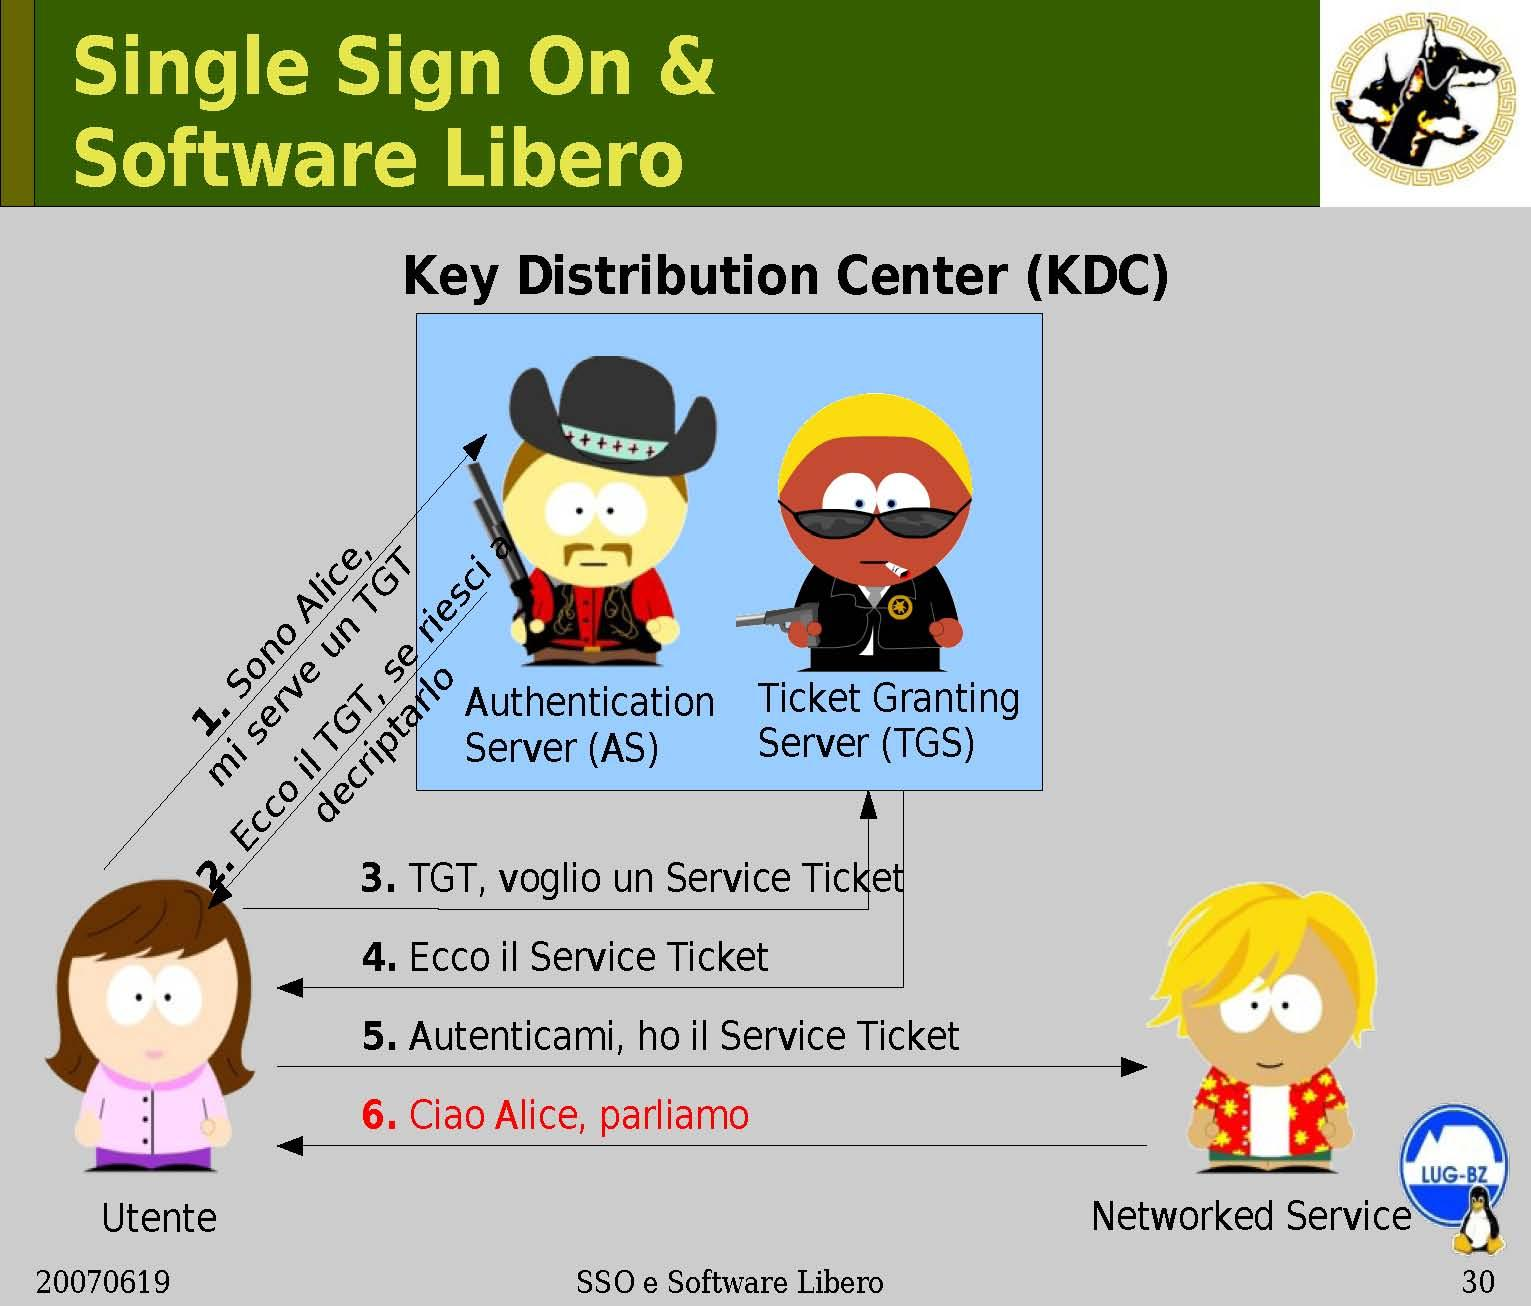 Single Sign On &
Software Libero
Key Distribution Center (KDC)
Authentication
Server (AS)
Ticket Granting
Server (TGS)
1. Sono Alice,
mi serve un TGT
2. Ecco il TGT, se riesci a
decriptarlo
3. TGT, voglio un Service Ticket
4. Ecco il Service Ticket
5. Autenticami, ho il Service Ticket
6. Ciao Alice, parliamo
Utente
Networked Service
LUG-BZ
20070619
SSO e Software Libero
30